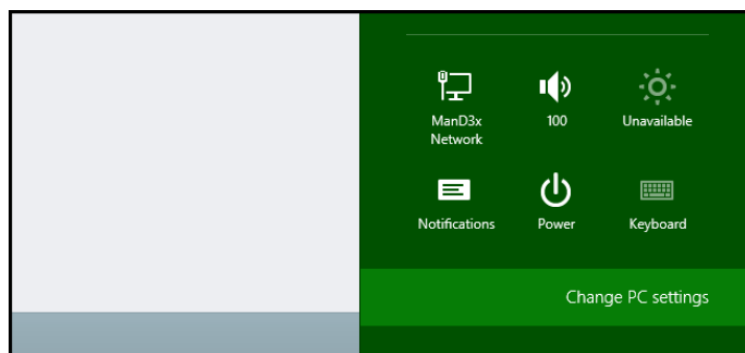 ManD3x
Network
100
Unavailable
Notifications
Power
Keyboard
Change PC settings